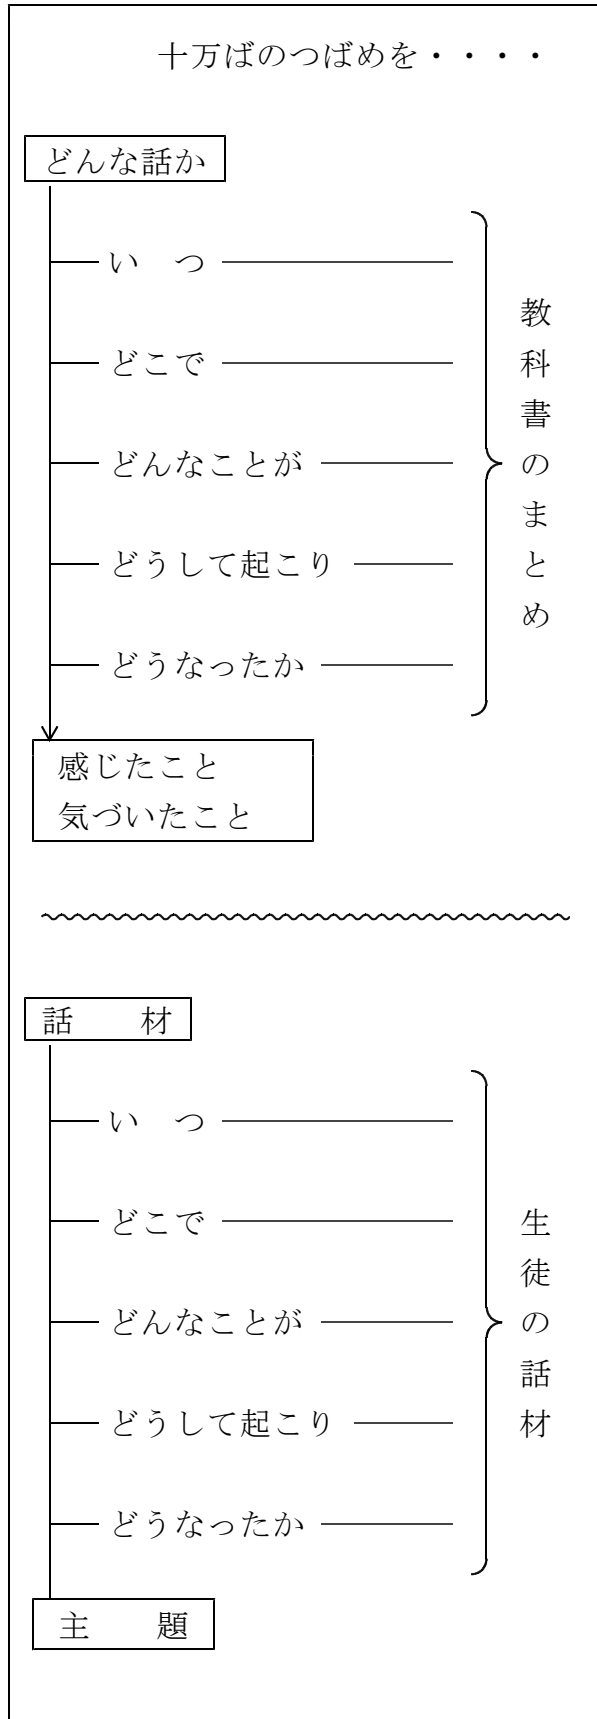 十万ばのつばめを・・・・
どんな話か
いつ
どこで
どんなことが
どうして起こり
どうなったか
教科書のまとめ
感じたこと
気づいたこと
話材
いつ
どこで
どんなことが
どうして起こり
どうなったか
生徒の話材
主題